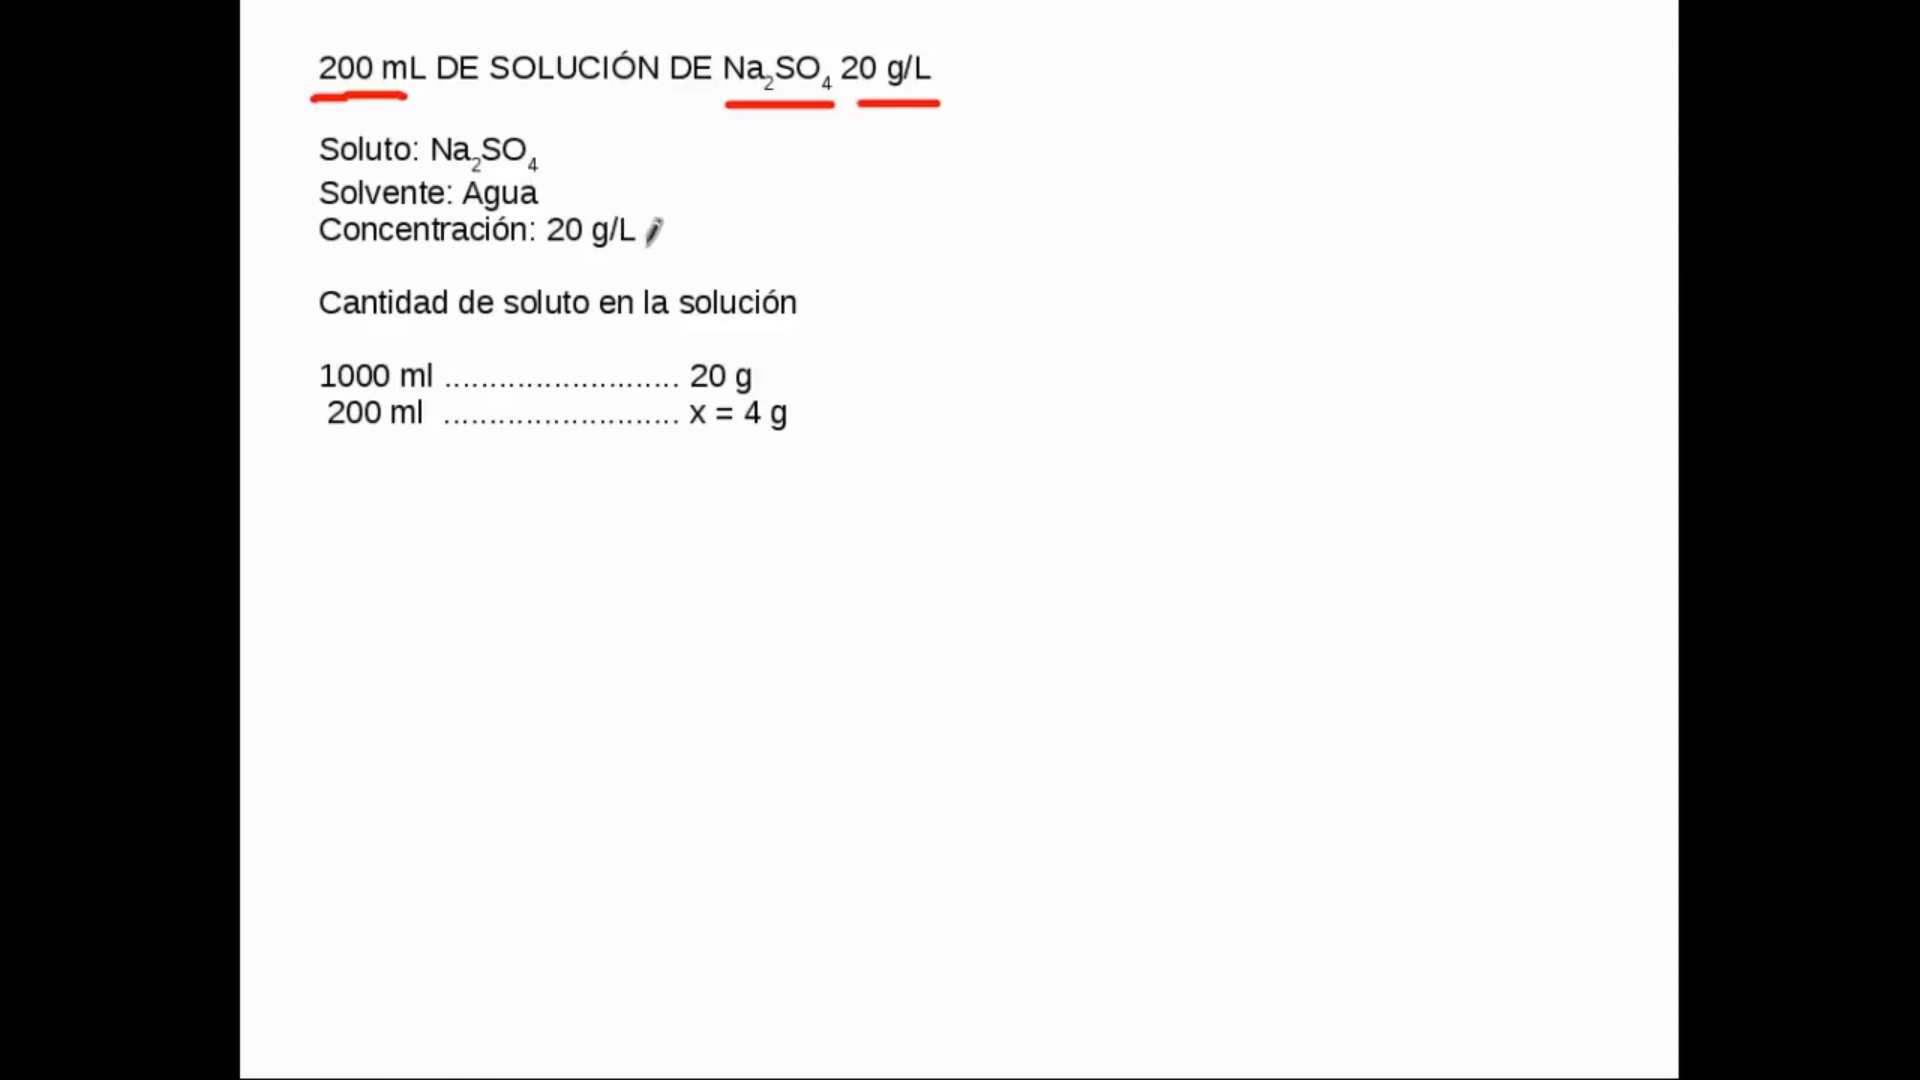 200 mL DE SOLUCIÓN DE Na₂SO₄ 20 g/L
Soluto: Na₂SO₄
Solvente: Agua
Concentración: 20 g/L
Cantidad de soluto en la solución
1000 ml .......................... 20 g
200 ml .......................... x = 4 g